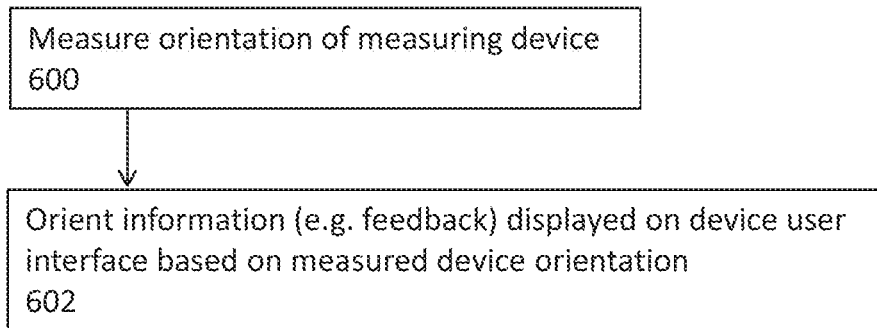 Measure orientation of measuring device
600
Orient information (e.g. feedback) displayed on device user
interface based on measured device orientation
602